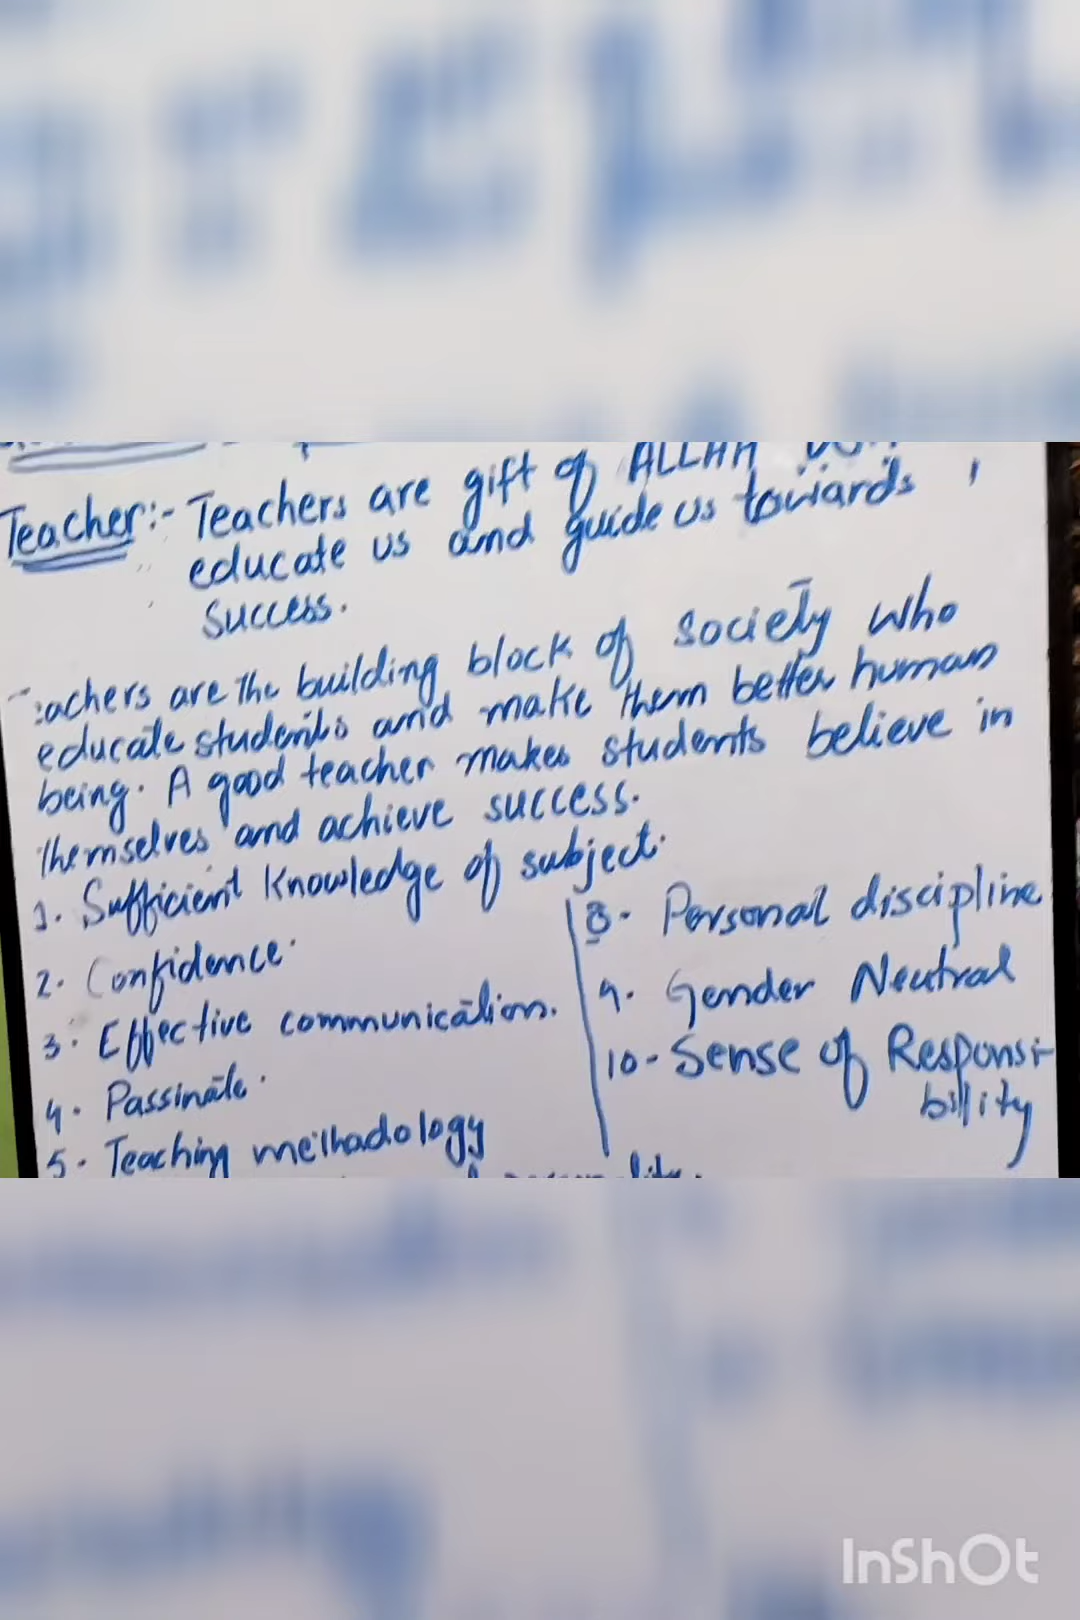 Teacher:- Teachers are gift of ALLAH
educate us and guide us towards
success.
achers are the building block of society who
educate students and make them better human
being. A good teacher makes students believe in
themselves and achieve success.
1. Sufficient Knowledge of subject.
2. Confidence.
3. Effective communication.
4. Passinate.
5. Teaching methadology
8. Personal discipline
9. Gender Neutral
10- Sense of Responsi-
bility
InShOt